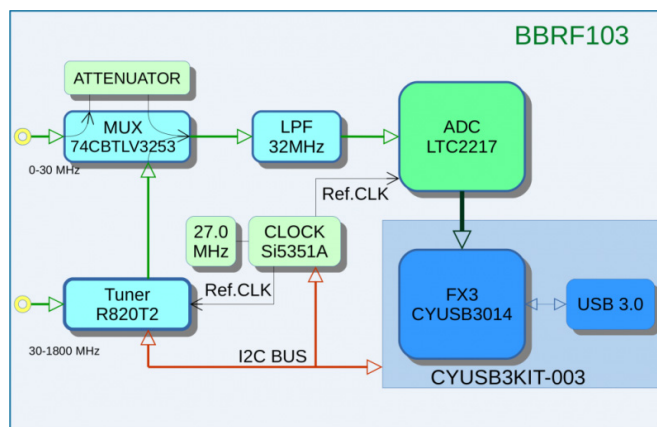 BBRF103
ATTENUATOR
MUX
74CBTLV3253
LPF
32MHz
ADC
LTC2217
0-30 MHz
Ref.CLK
27.0
MHz
CLOCK
Si5351A
Tuner
R820T2
Ref.CLK
FX3
CYUSB3014
USB 3.0
30-1800 MHz
I2C BUS
CYUSB3KIT-003